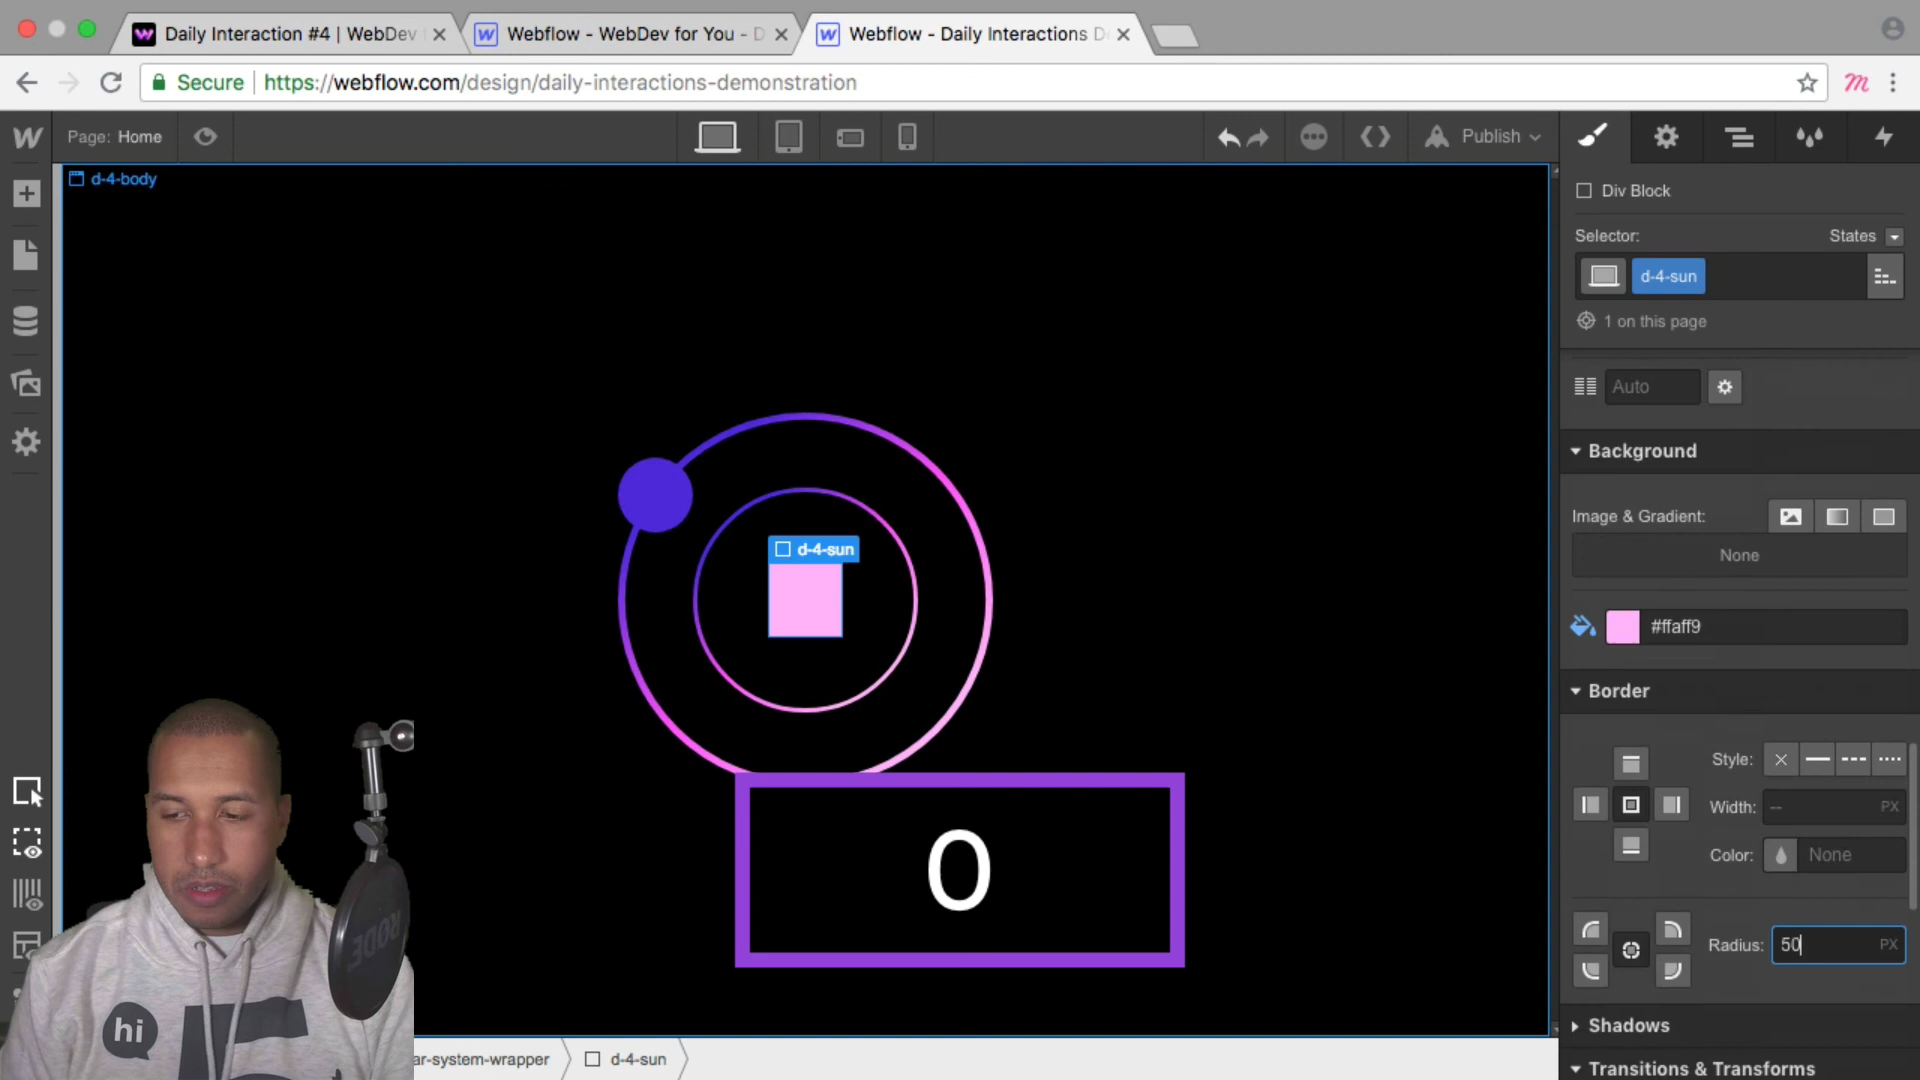 Daily Interaction #4 | WebDev
Webflow - WebDev for You - D
Webflow - Daily Interactions D
Secure
https://webflow.com/design/daily-interactions-demonstration
Page: Home
Publish
d-4-body
Div Block
Selector:
States
d-4-sun
1 on this page
Auto
Background
Image & Gradient:
None
#ffaff9
Border
Style:
Width: -- PX
Color: None
Radius: 50 PX
Shadows
Transitions & Transforms
d-4-sun
0
hi
RODE
ar-system-wrapper
d-4-sun